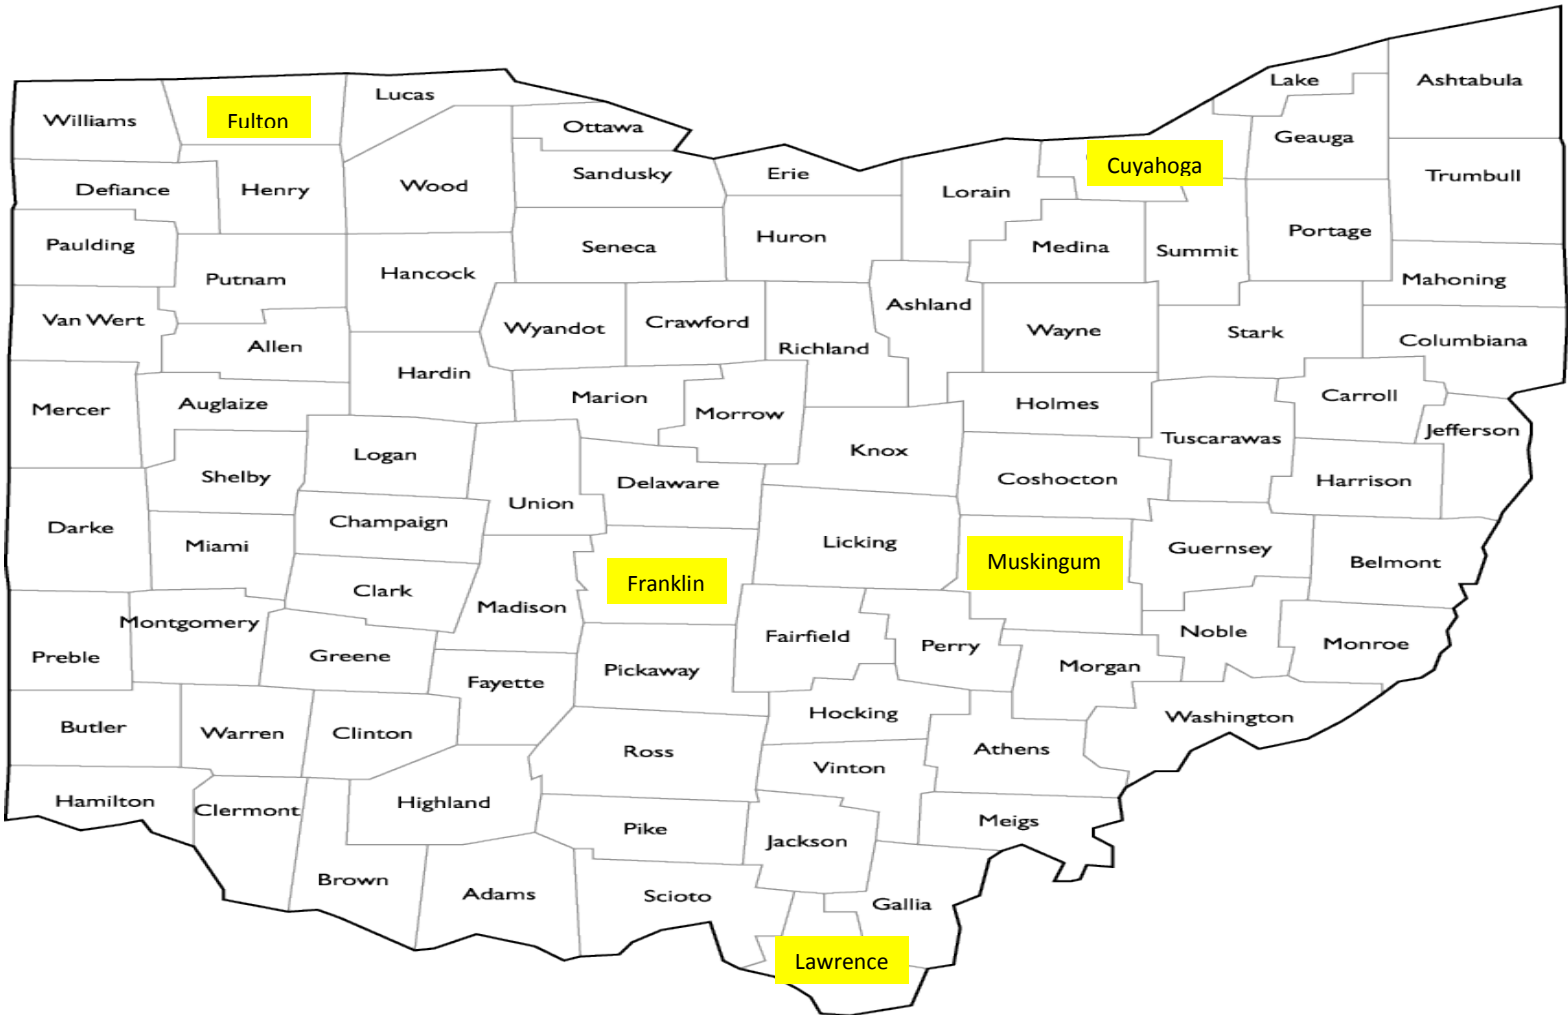 Lake
Ashtabula
Lucas
Williams
Fulton
Ottawa
Geauga
Cuyahoga
Sandusky
Erie
Trumbull
Defiance
Henry
Wood
Lorain
Paulding
Seneca
Huron
Medina
Summit
Portage
Putnam
Hancock
Mahoning
Van Wert
Wyandot
Crawford
Ashland
Wayne
Stark
Columbiana
Allen
Richland
Hardin
Mercer
Auglaize
Marion
Morrow
Holmes
Carroll
Jefferson
Logan
Knox
Tuscarawas
Shelby
Delaware
Coshocton
Harrison
Union
Darke
Champaign
Miami
Licking
Muskingum
Guernsey
Belmont
Franklin
Clark
Madison
Montgomery
Fairfield
Perry
Noble
Monroe
Preble
Greene
Pickaway
Morgan
Fayette
Hocking
Washington
Butler
Warren
Clinton
Ross
Athens
Vinton
Hamilton
Clermont
Highland
Pike
Jackson
Meigs
Brown
Adams
Scioto
Gallia
Lawrence